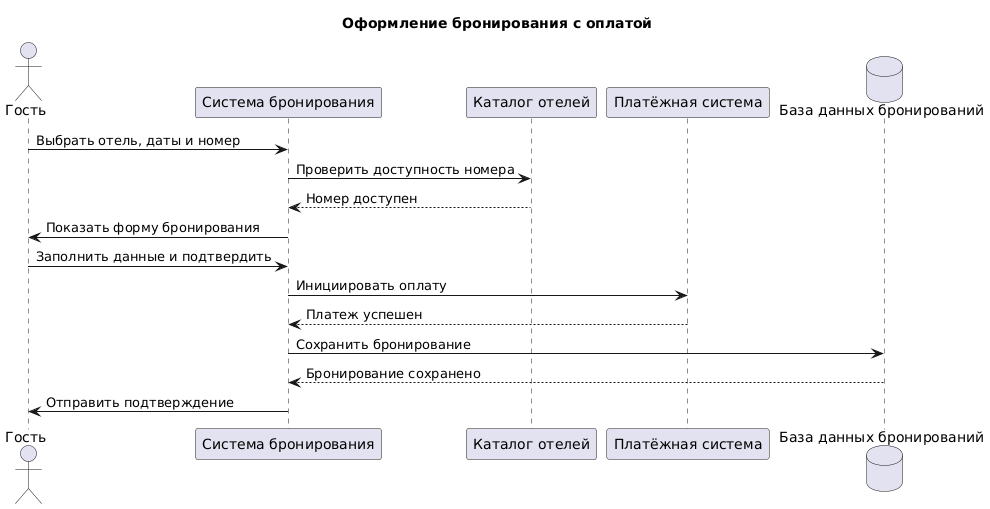 Оформление бронирования с оплатой
Гость
Система бронирования
Каталог отелей
Платёжная система
База данных бронирований
Выбрать отель, даты и номер
Проверить доступность номера
Номер доступен
Показать форму бронирования
Заполнить данные и подтвердить
Инициировать оплату
Платеж успешен
Сохранить бронирование
Бронирование сохранено
Отправить подтверждение
Гость
Система бронирования
Каталог отелей
Платёжная система
База данных бронирований